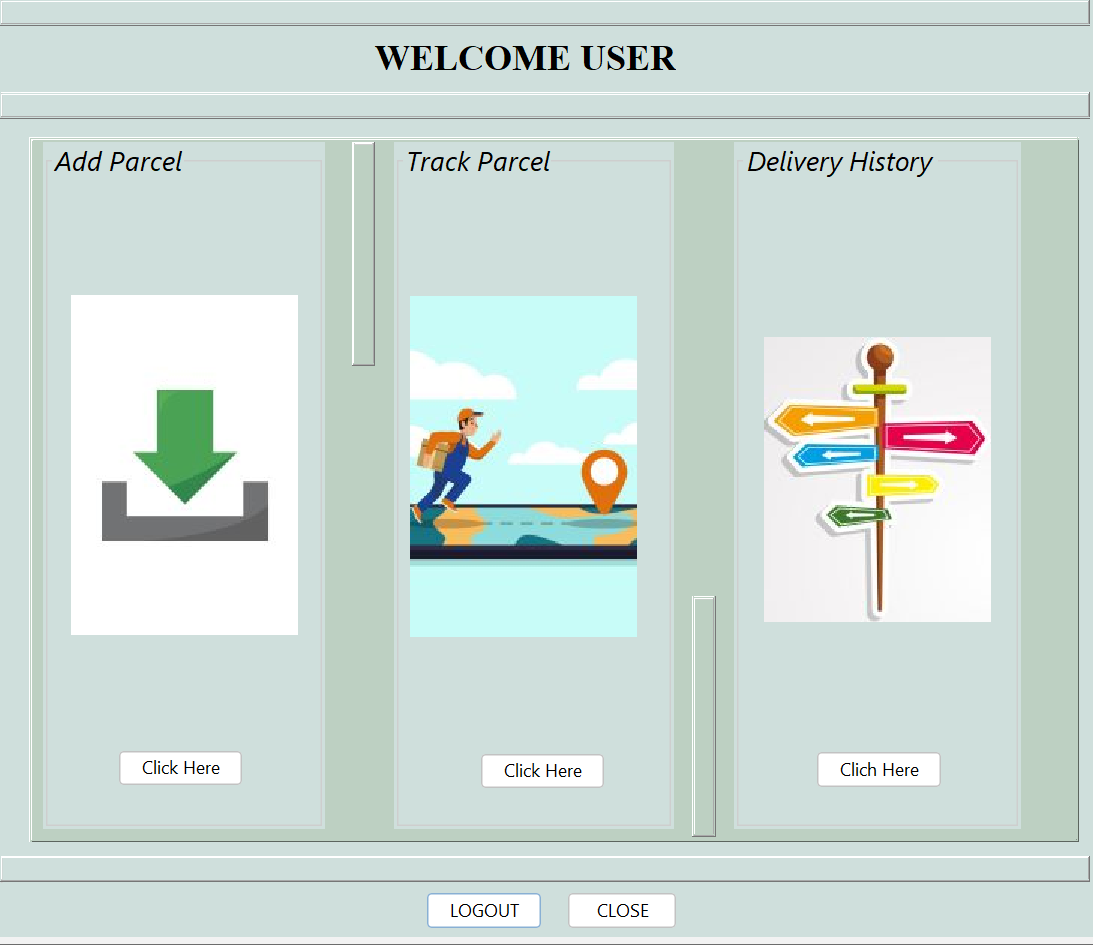 WELCOME USER
Add Parcel
Track Parcel
Delivery History
Click Here
Click Here
Clich Here
LOGOUT
CLOSE